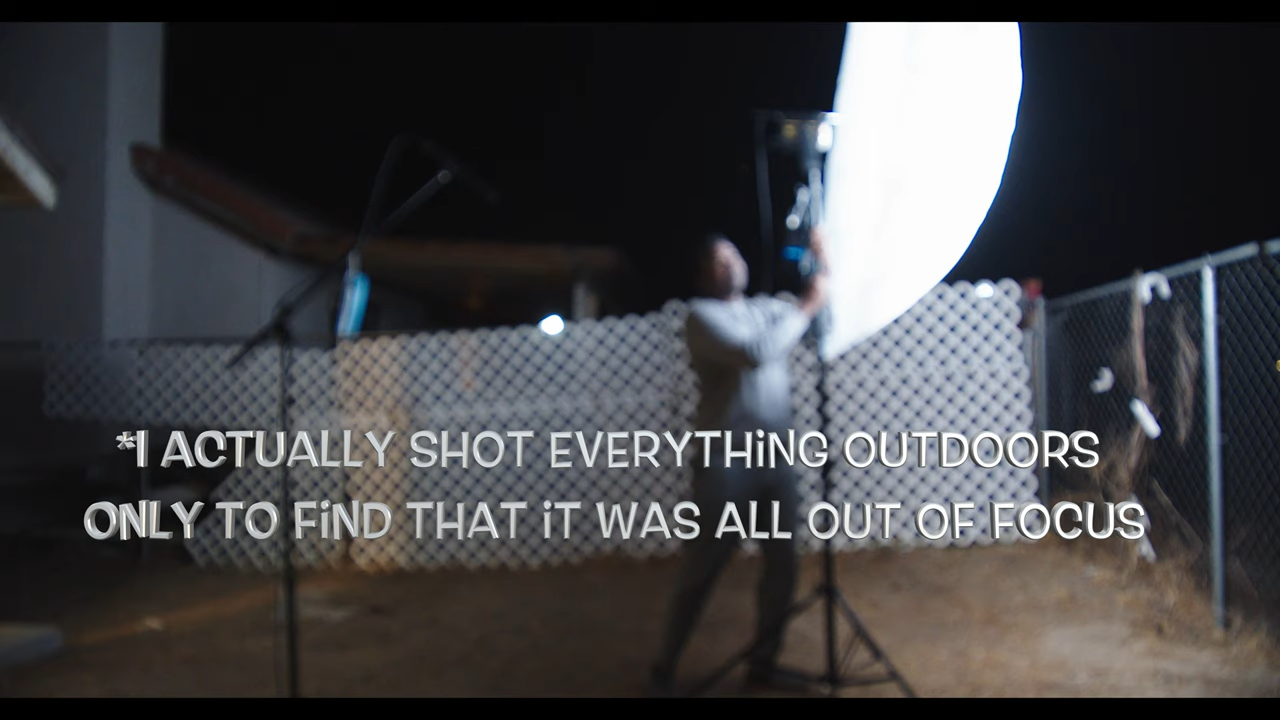 *I ACTUALLY SHOT EVERYTHiNG OUTDOORS
ONLY TO FiND THAT iT WAS ALL OUT OF FOCUS